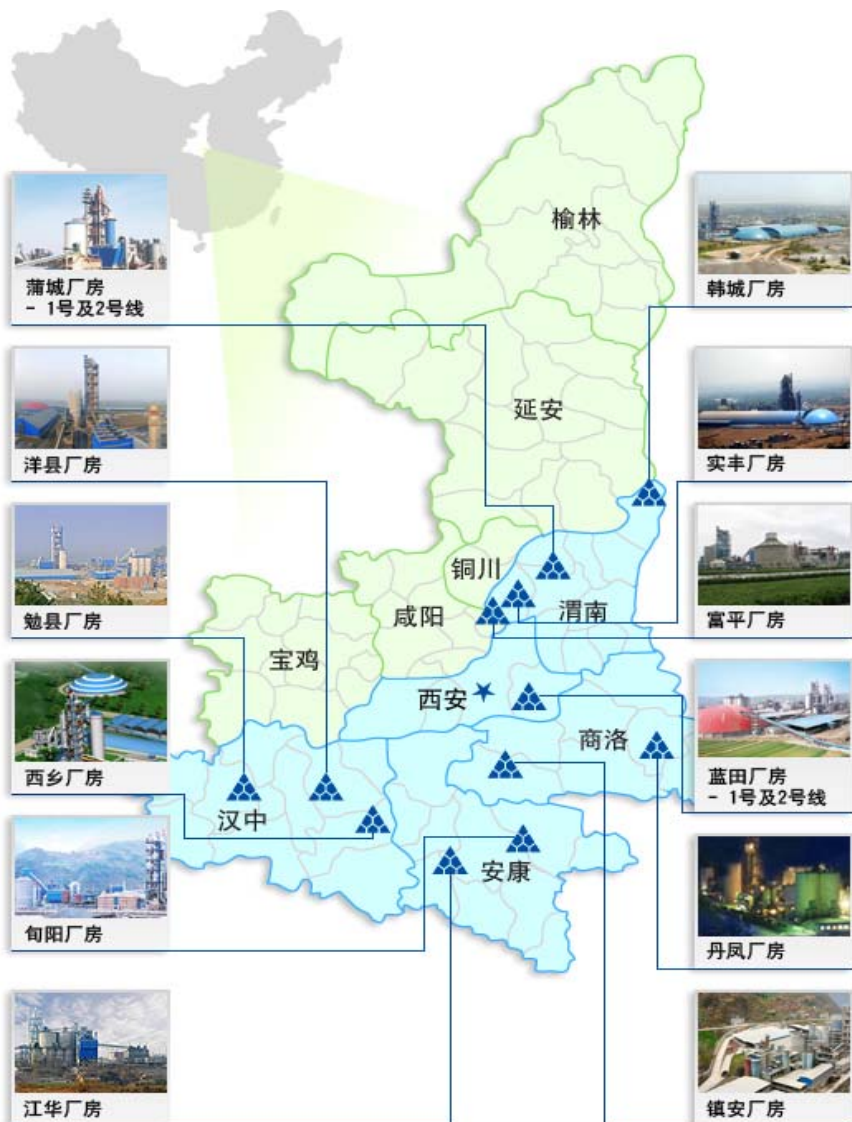 榆林
蒲城厂房
- 1号及2号线
韩城厂房
延安
洋县厂房
实丰厂房
铜川
咸阳
渭南
勉县厂房
富平厂房
宝鸡
西安
商洛
西乡厂房
蓝田厂房
- 1号及2号线
汉中
安康
旬阳厂房
丹凤厂房
江华厂房
镇安厂房